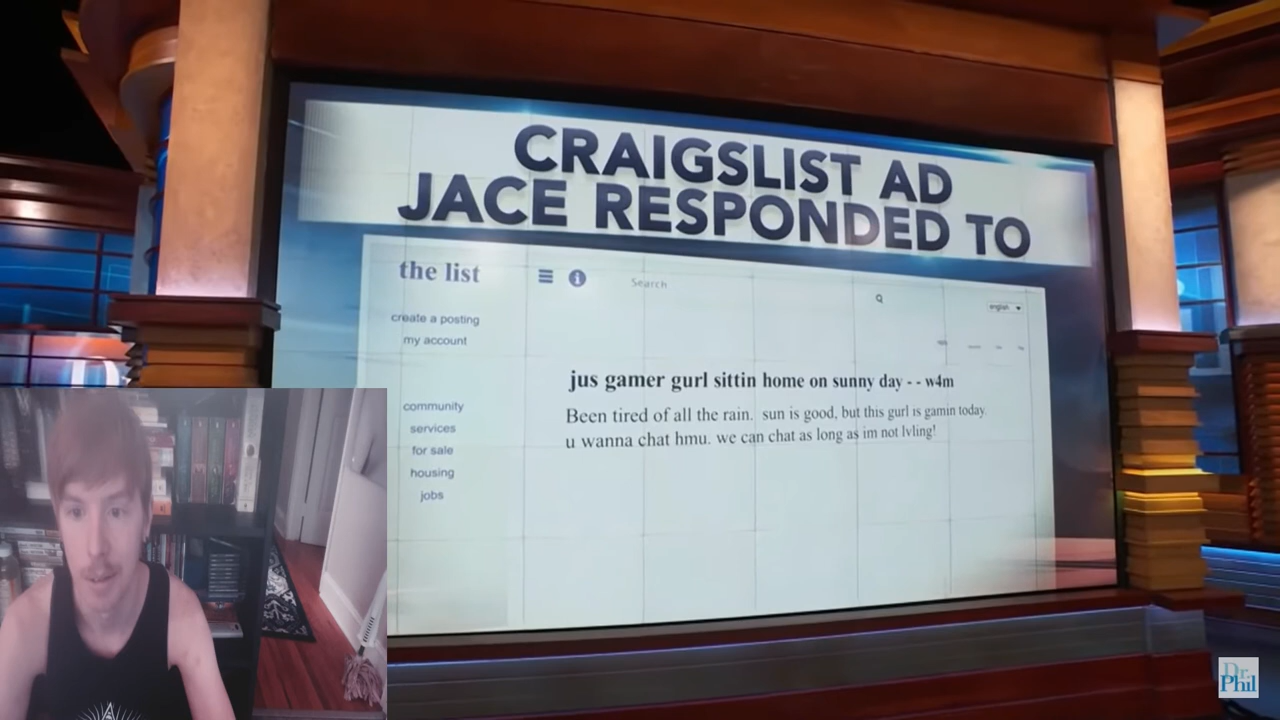 CRAIGSLIST AD
JACE RESPONDED TO
the list
Search
english
create a posting
my account
community
services
for sale
housing
jobs
jus gamer gurl sittin home on sunny day - - w4m
Been tired of all the rain. sun is good, but this gurl is gamin today.
u wanna chat hmu. we can chat as long as im not lvling!
Dr.
Phil